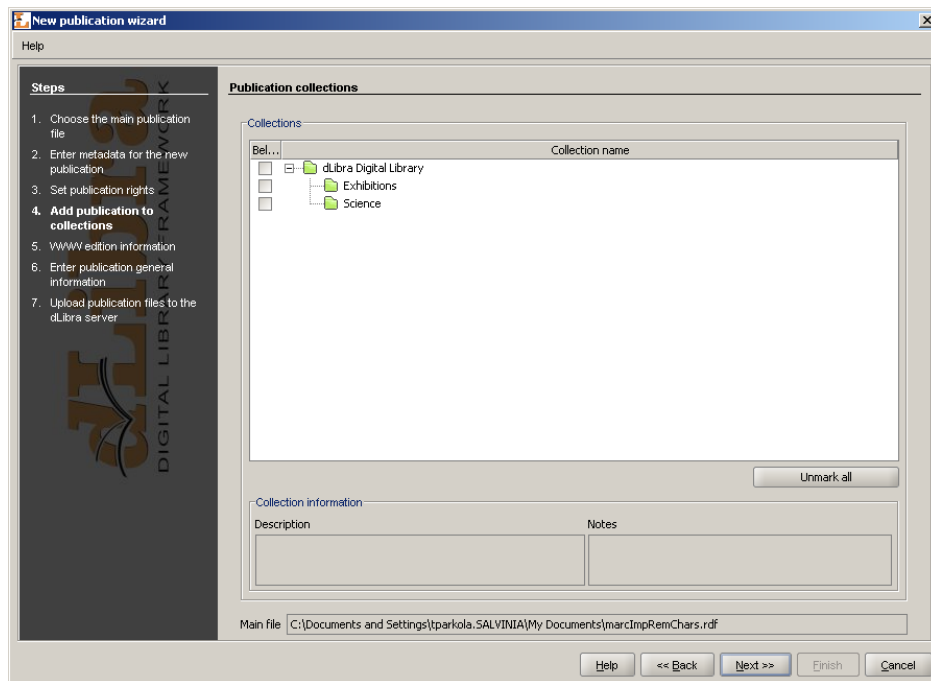 New publication wizard
Help
Steps
1. Choose the main publication
file
2. Enter metadata for the new
publication
3. Set publication rights
4. Add publication to
collections
5. WWW edition information
6. Enter publication general
information
7. Upload publication files to the
dLibra server
dLibra
DIGITAL LIBRARY FRAMEWORK
Publication collections
Collections
Bel... Collection name
dLibra Digital Library
Exhibitions
Science
Unmark all
Collection information
Description Notes
Main file C:\Documents and Settings\tparkola.SALVINIA\My Documents\marcImpRemChars.rdf
Help << Back Next >> Finish Cancel